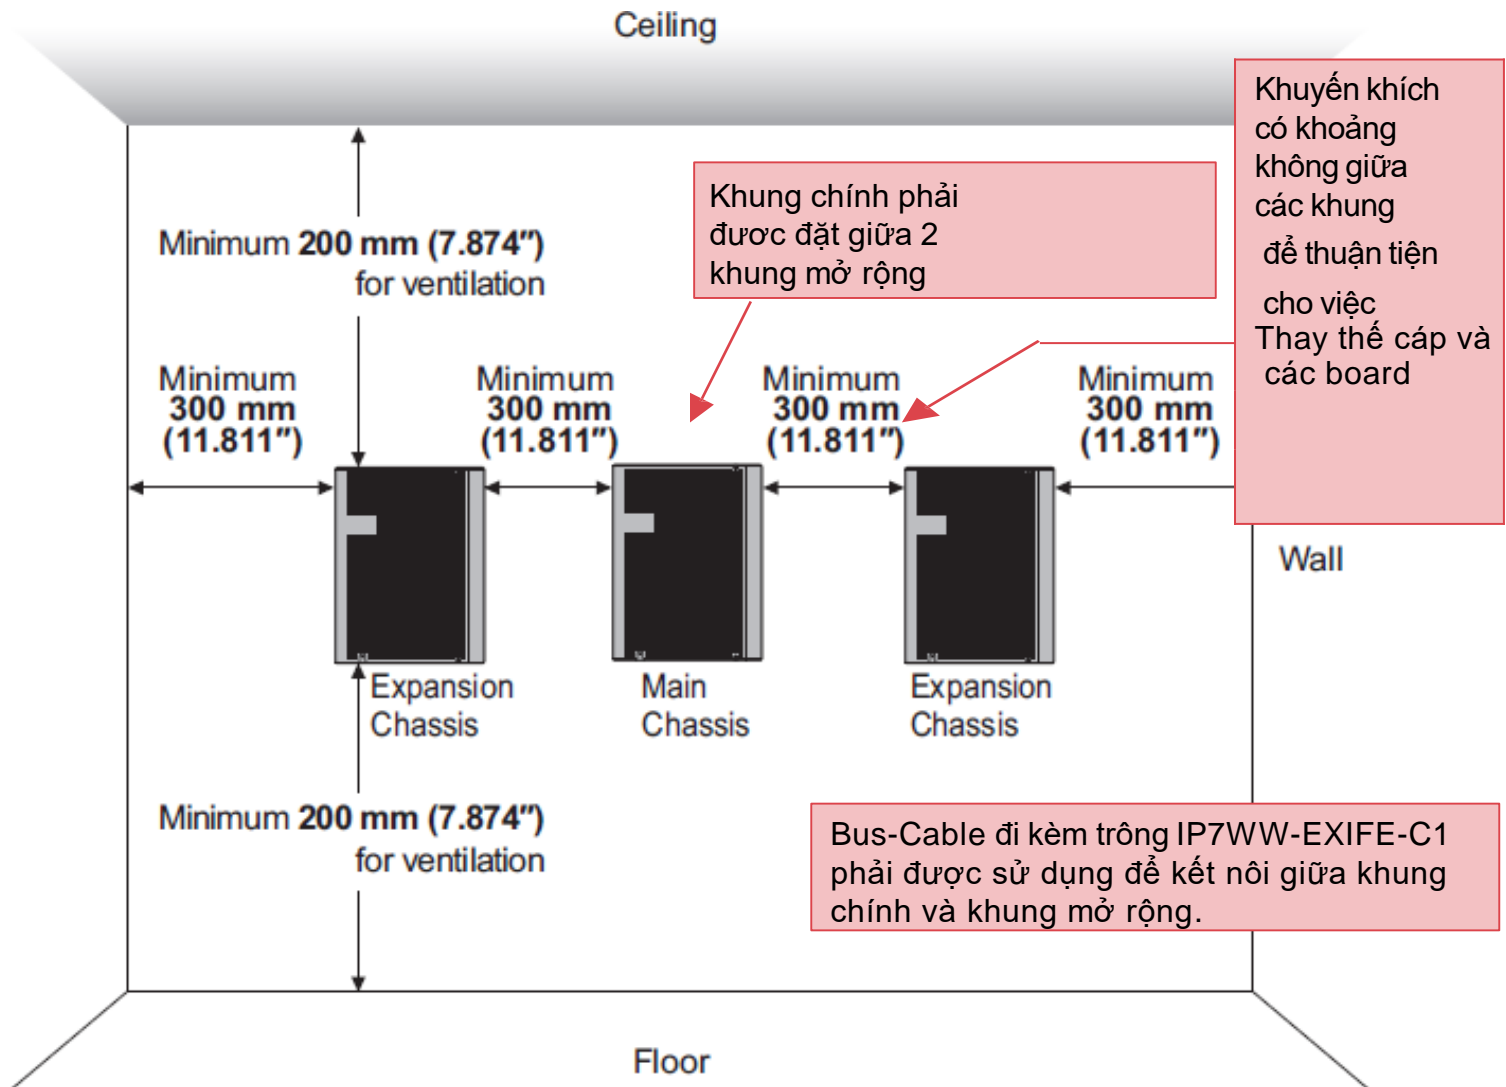 Ceiling
Khuyến khích
có khoảng
không giữa
các khung
để thuận tiện
cho việc
Thay thế cáp và
các board
Khung chính phải
đươc đặt giữa 2
khung mở rộng
Minimum 200 mm (7.874″)
for ventilation
Minimum
300 mm
(11.811″)
Minimum
300 mm
(11.811″)
Minimum
300 mm
(11.811″)
Minimum
300 mm
(11.811″)
Wall
Expansion
Chassis
Main
Chassis
Expansion
Chassis
Minimum 200 mm (7.874″)
for ventilation
Bus-Cable đi kèm trông IP7WW-EXIFE-C1
phải được sử dụng để kết nôi giữa khung
chính và khung mở rộng.
Floor